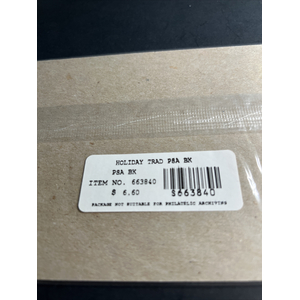 HOLIDAY TRAD PSA BK
PSA BK
ITEM NO. 663840
$ 6.60
S663840
PACKAGE NOT SUITABLE FOR PHILATELIC ARCHIVING